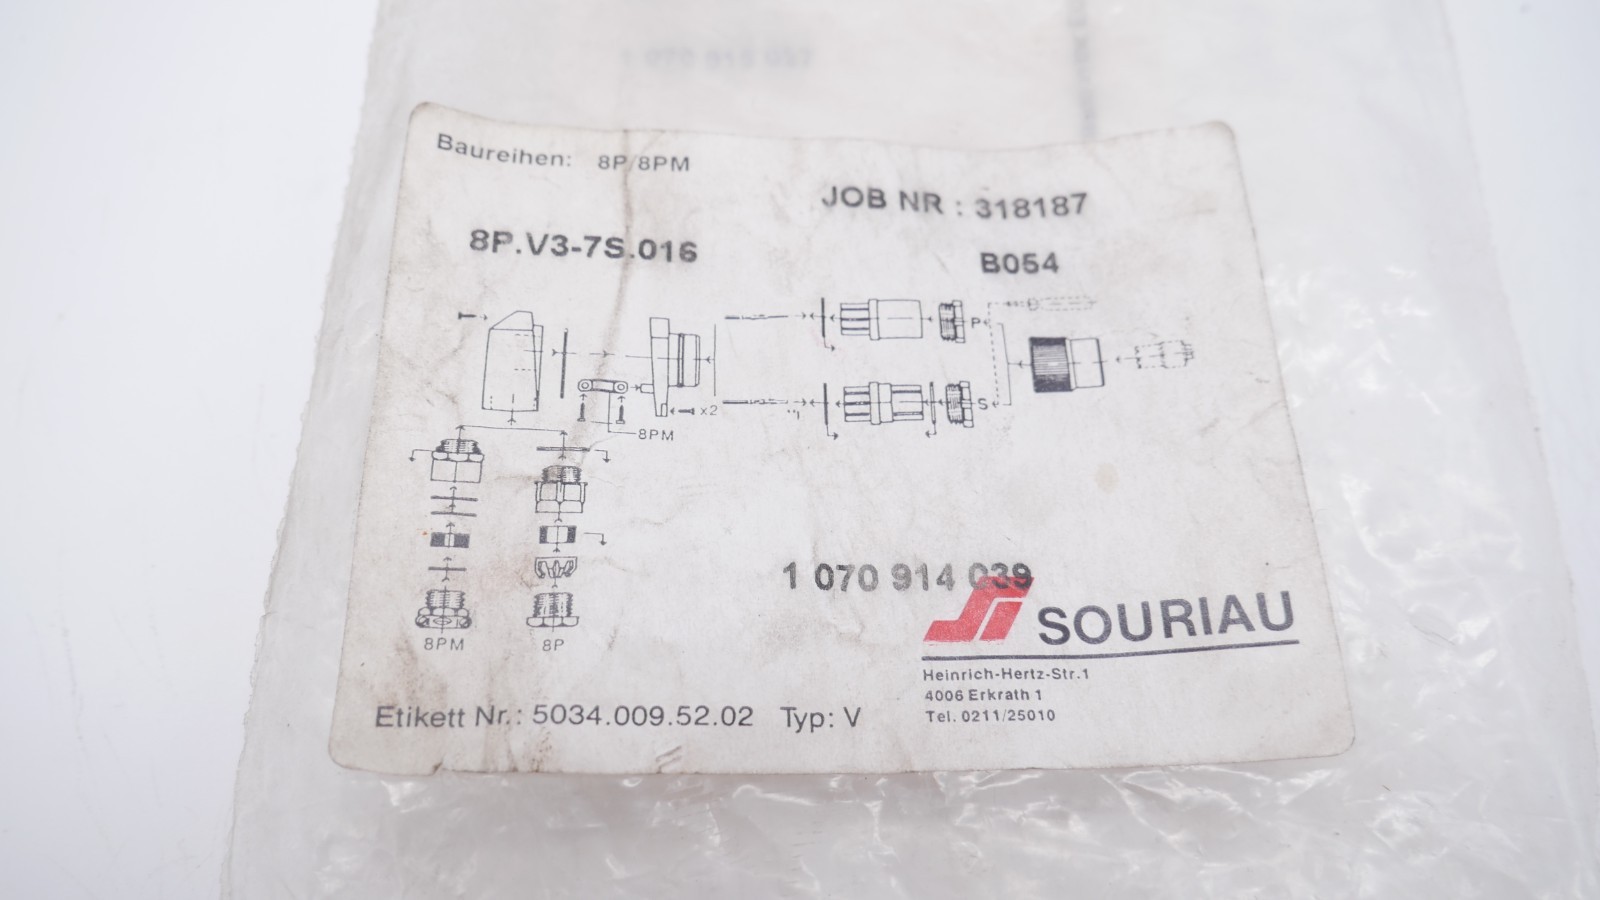 Baureihen: 8P/8PM
JOB NR : 318187
8P.V3-7S.016
B054
P
S
x2
8PM
8PM
8P
1 070 914 039
SOURIAU
Heinrich-Hertz-Str.1
4006 Erkrath 1
Tel. 0211/25010
Etikett Nr.: 5034.009.52.02 Typ: V